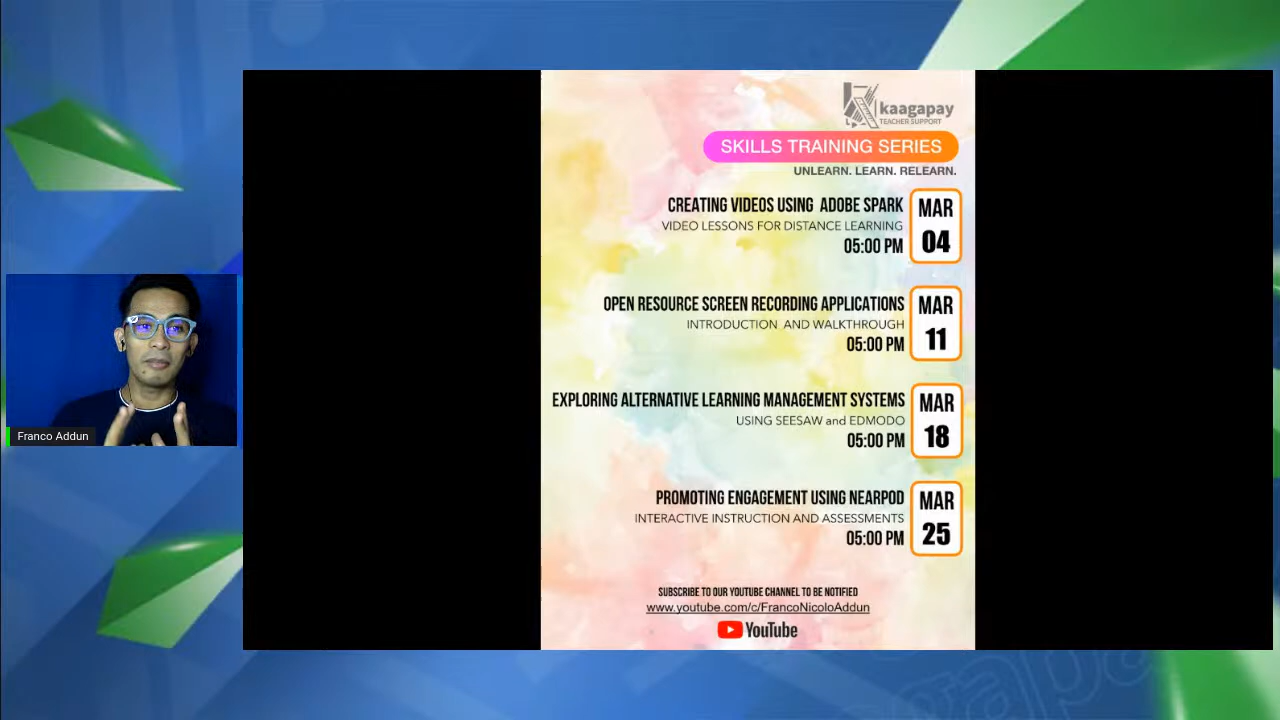 kaagapay
TEACHER SUPPORT
SKILLS TRAINING SERIES
UNLEARN. LEARN. RELEARN.
CREATING VIDEOS USING ADOBE SPARK
VIDEO LESSONS FOR DISTANCE LEARNING
05:00 PM
MAR
04
OPEN RESOURCE SCREEN RECORDING APPLICATIONS
INTRODUCTION AND WALKTHROUGH
05:00 PM
MAR
11
EXPLORING ALTERNATIVE LEARNING MANAGEMENT SYSTEMS
USING SEESAW and EDMODO
05:00 PM
MAR
18
PROMOTING ENGAGEMENT USING NEARPOD
INTERACTIVE INSTRUCTION AND ASSESSMENTS
05:00 PM
MAR
25
SUBSCRIBE TO OUR YOUTUBE CHANNEL TO BE NOTIFIED
www.youtube.com/c/FrancoNicoloAddun
YouTube
Franco Addun